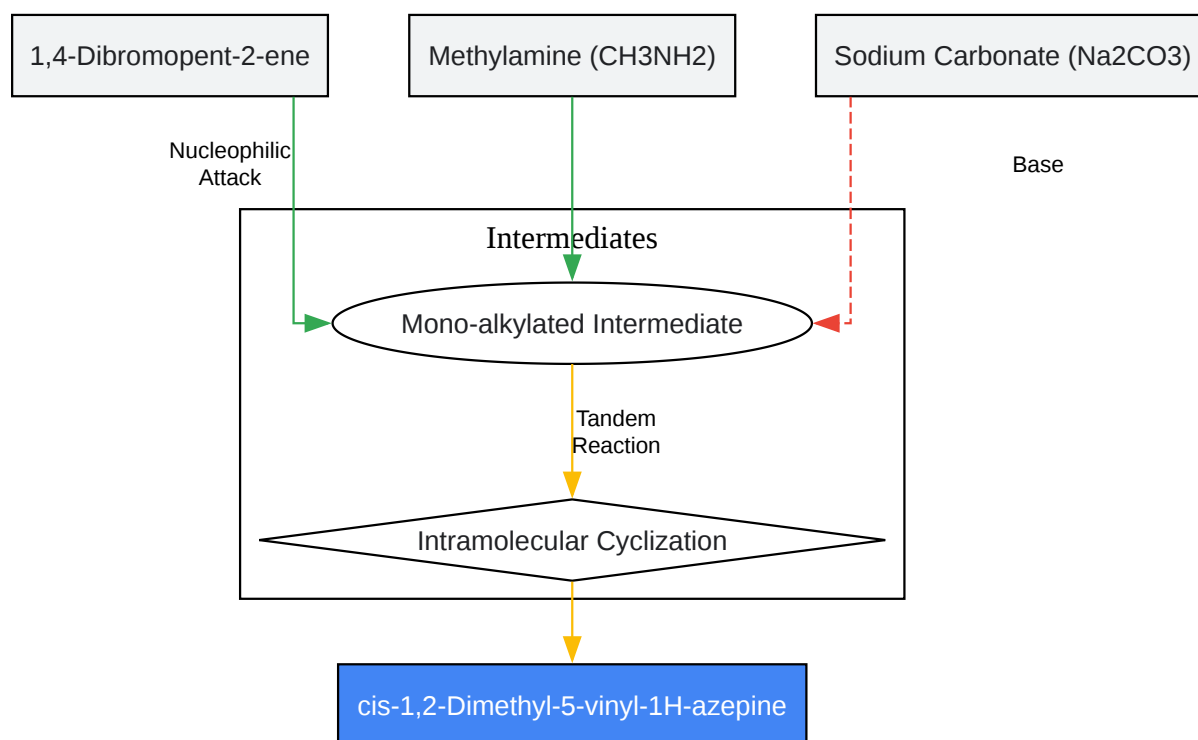 1,4-Dibromopent-2-ene
Methylamine (CH3NH2)
Sodium Carbonate (Na2CO3)
Nucleophilic
Attack
Base
Intermediates
Mono-alkylated Intermediate
Tandem
Reaction
Intramolecular Cyclization
cis-1,2-Dimethyl-5-vinyl-1H-azepine